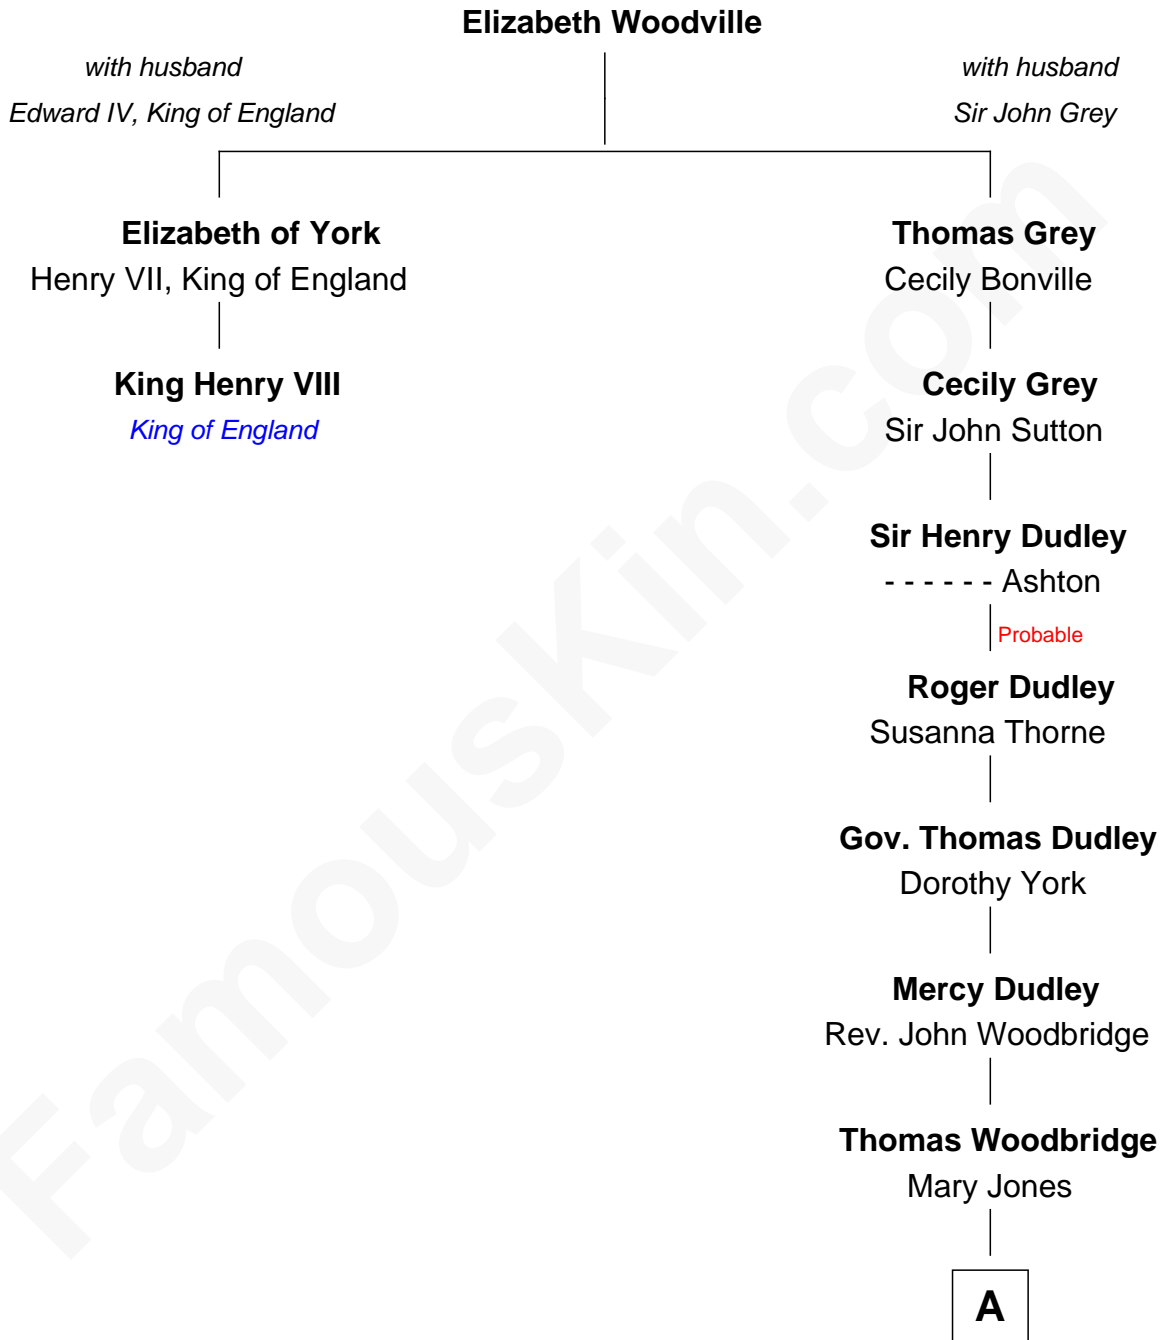 Elizabeth Woodville
with husband
Edward IV, King of England
with husband
Sir John Grey
Elizabeth of York
Henry VII, King of England
Thomas Grey
Cecily Bonville
King Henry VIII
King of England
Cecily Grey
Sir John Sutton
Sir Henry Dudley
- - - - - - Ashton
Probable
Roger Dudley
Susanna Thorne
Gov. Thomas Dudley
Dorothy York
Mercy Dudley
Rev. John Woodbridge
Thomas Woodbridge
Mary Jones
A
FamousKin.com